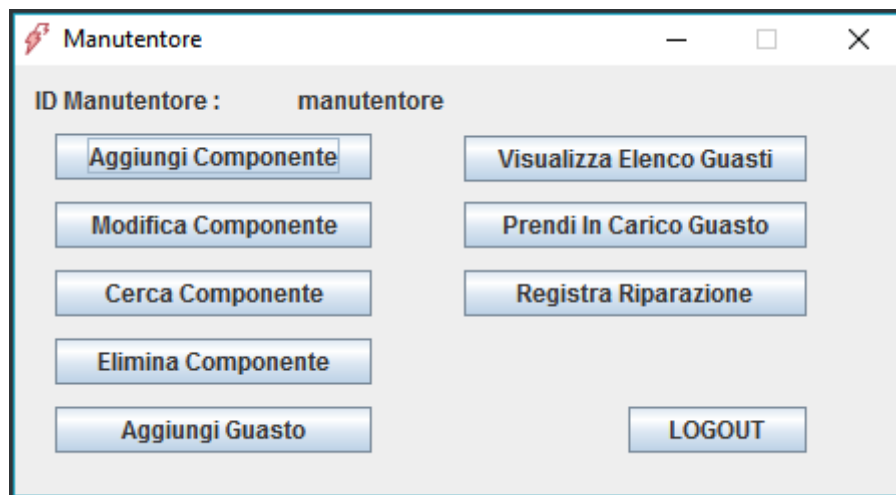 Manutentore
ID Manutentore : manutentore
Aggiungi Componente
Visualizza Elenco Guasti
Modifica Componente
Prendi In Carico Guasto
Cerca Componente
Registra Riparazione
Elimina Componente
Aggiungi Guasto
LOGOUT